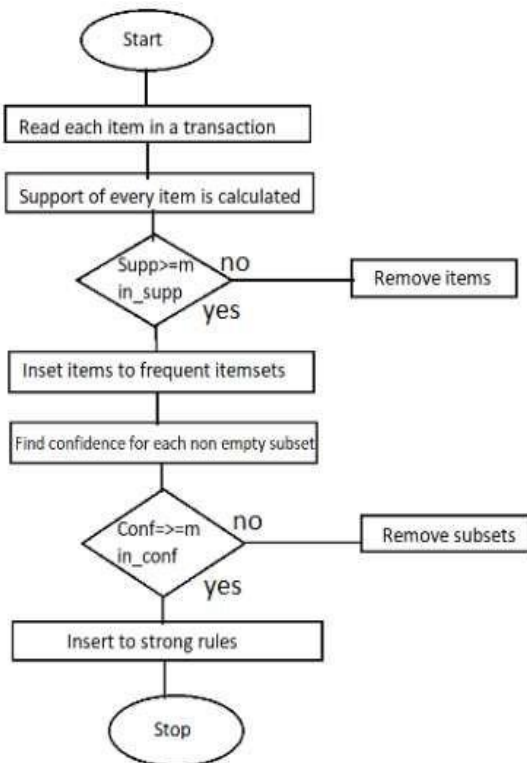 Start
Read each item in a transaction
Support of every item is calculated
Supp>=m
in_supp
no
Remove items
yes
Inset items to frequent itemsets
Find confidence for each non empty subset
Conf=>=m
in_conf
no
Remove subsets
yes
Insert to strong rules
Stop